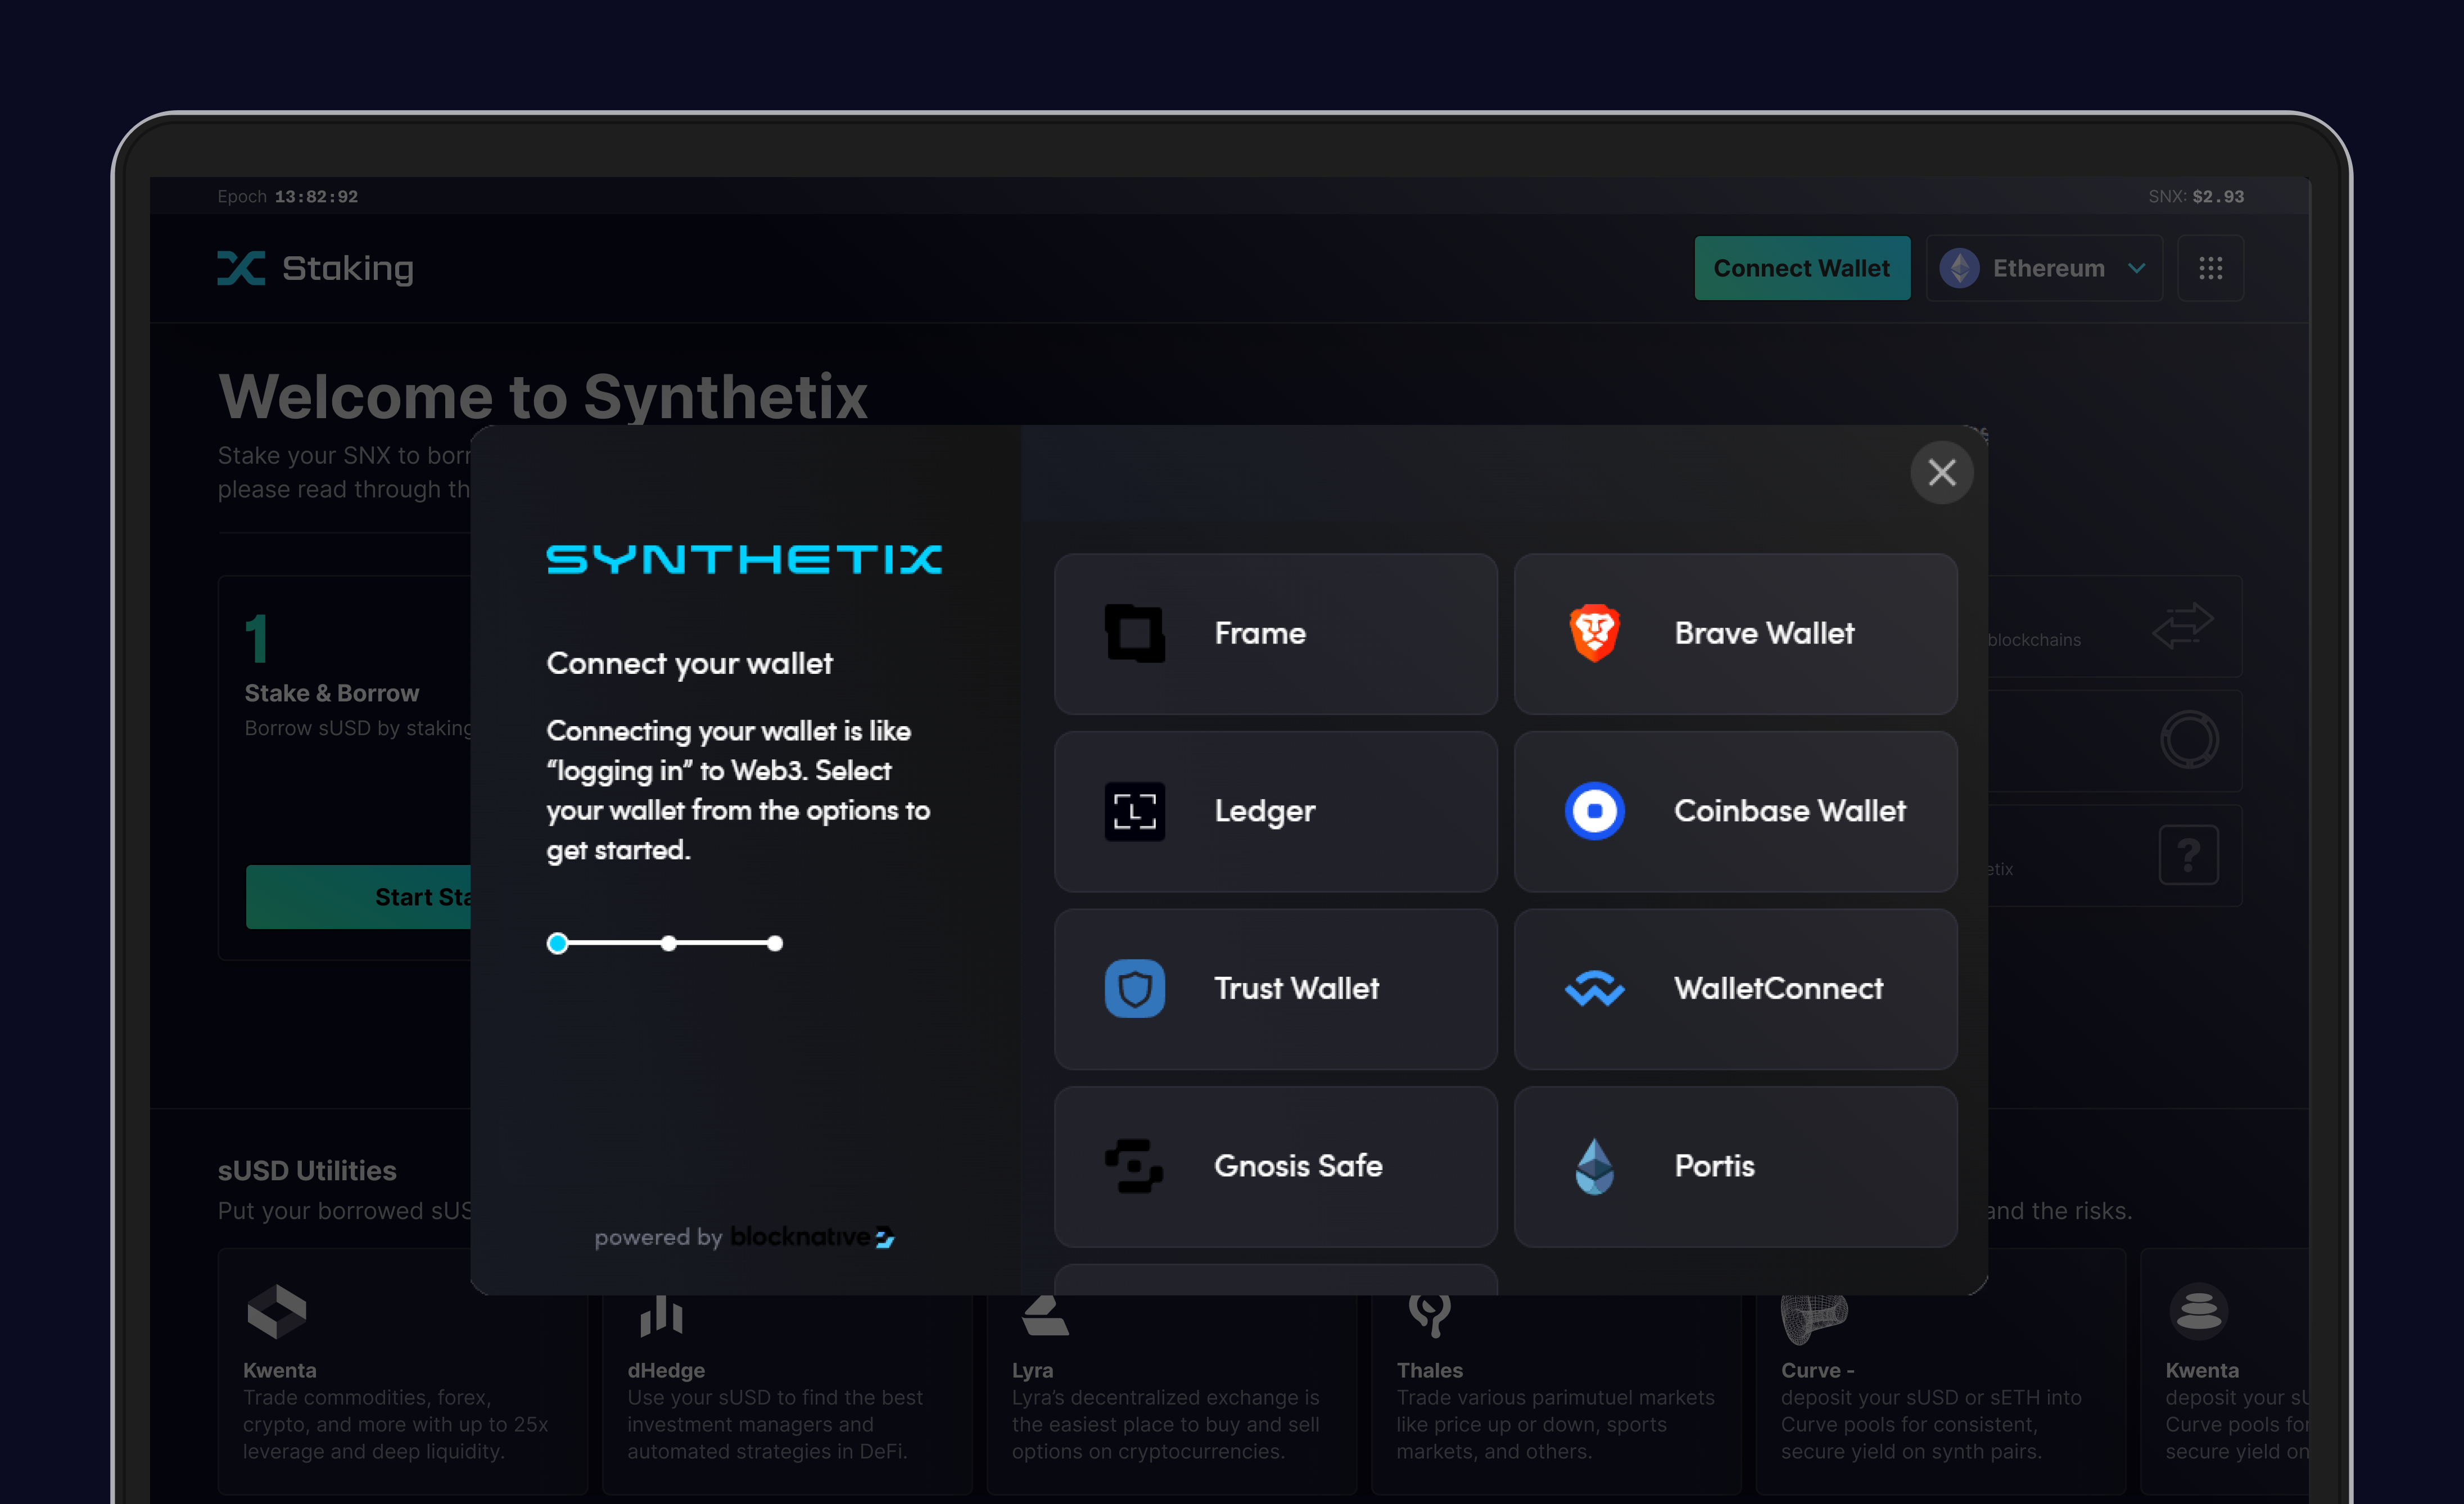 Epoch 13:82:92
SNX: $2.93
Staking
Connect Wallet
Ethereum
Welcome to Synthetix
Stake your SNX to
please read through
1
Stake & Borrow
Borrow sUSD by staking
Start
SYNTHETIX
Connect your wallet
Connecting your wallet is like
“logging in” to Web3. Select
your wallet from the options to
get started.
powered by blocknative
Frame
Brave Wallet
Ledger
Coinbase Wallet
Trust Wallet
WalletConnect
Gnosis Safe
Portis
blockchains
?
sUSD Utilities
Put your borrowed
and the risks.
Kwenta
Trade commodities, forex,
crypto, and more with up to 25x
leverage and deep liquidity.
dHedge
Use your sUSD to find the best
investment managers and
automated strategies in DeFi.
Lyra
Lyra’s decentralized exchange is
the easiest place to buy and sell
options on cryptocurrencies.
Thales
Trade various parimutuel markets
like price up or down, sports
markets, and others.
Curve -
deposit your sUSD or sETH into
Curve pools for consistent,
secure yield on synth pairs.
Kwenta
deposit your
Curve pools for
secure yield on